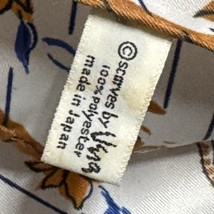 © scarves by Vera
100% polyester
made in Japan